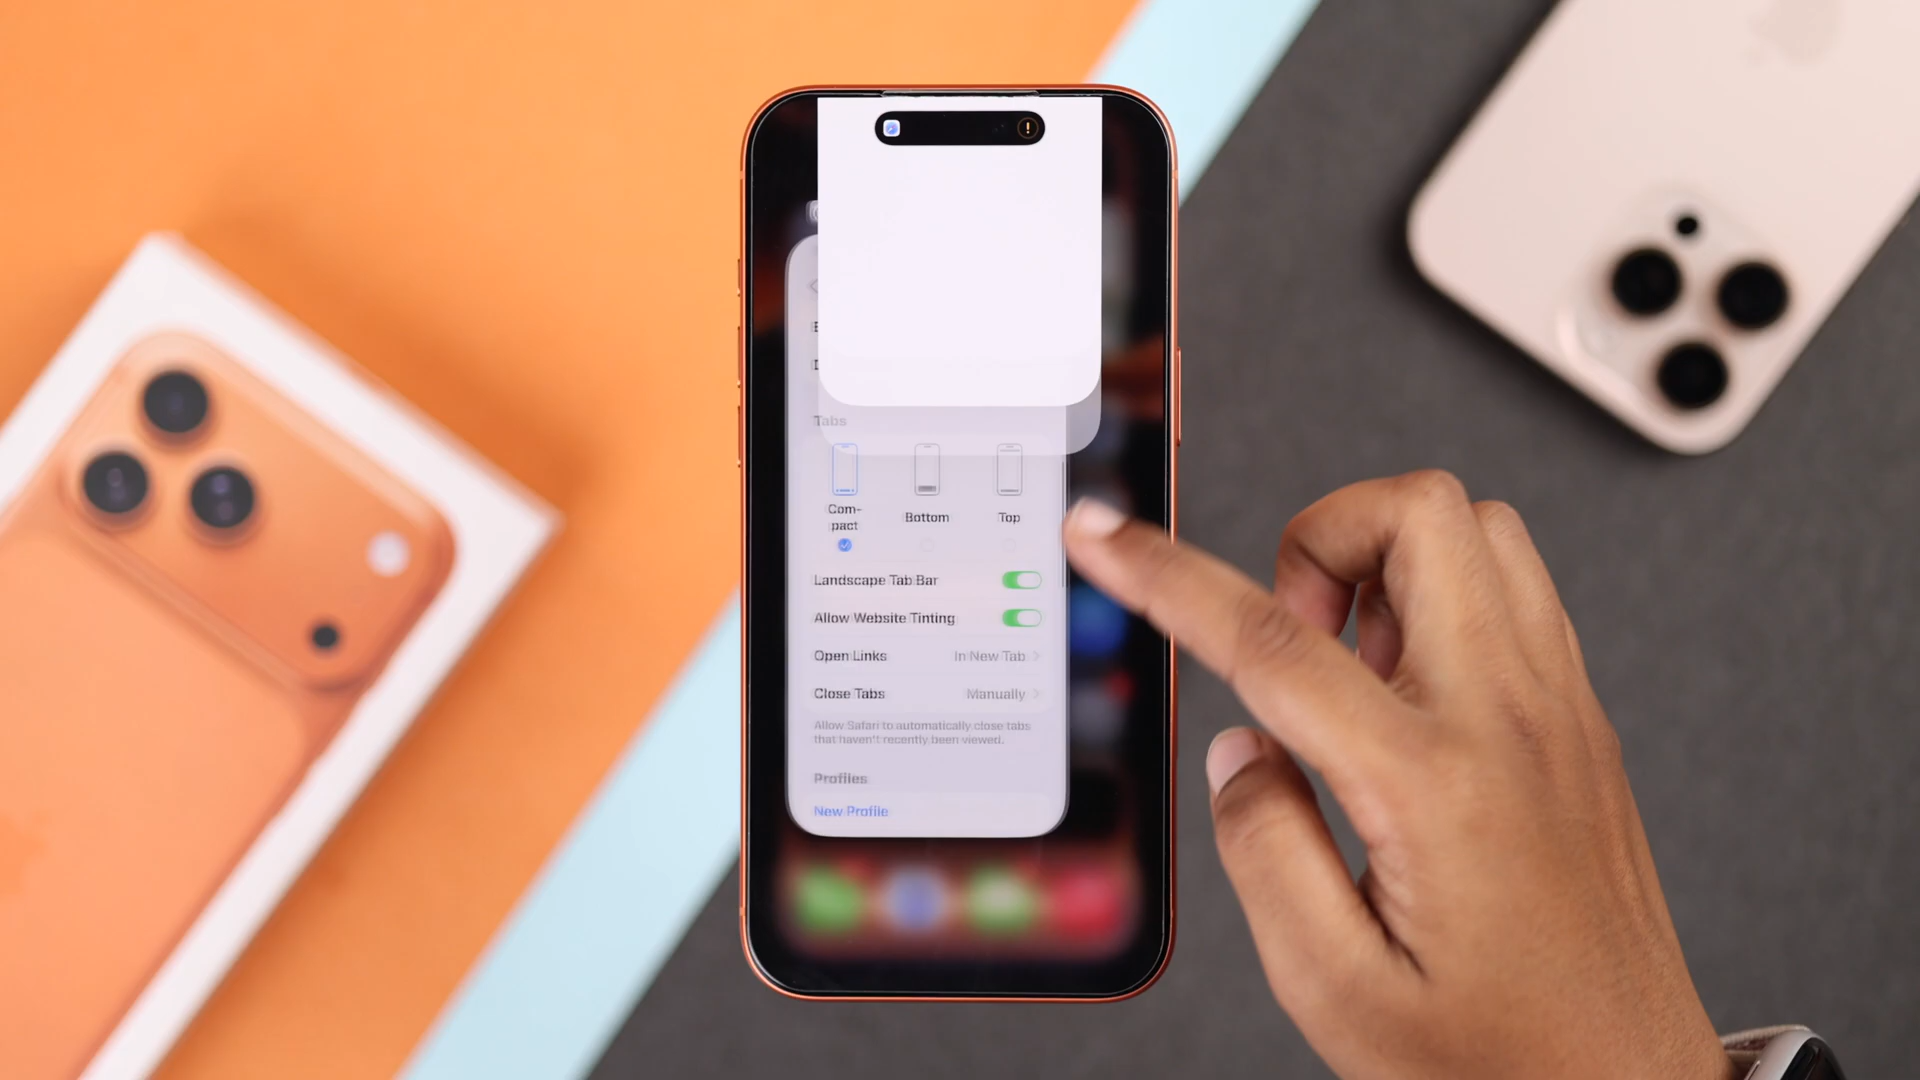 Tabs
Com-
pact
Bottom
Top
Landscape Tab Bar
Allow Website Tinting
Open Links
In New Tab
Close Tabs
Manually
Allow Safari to automatically close tabs
that haven't recently been viewed.
Profiles
New Profile